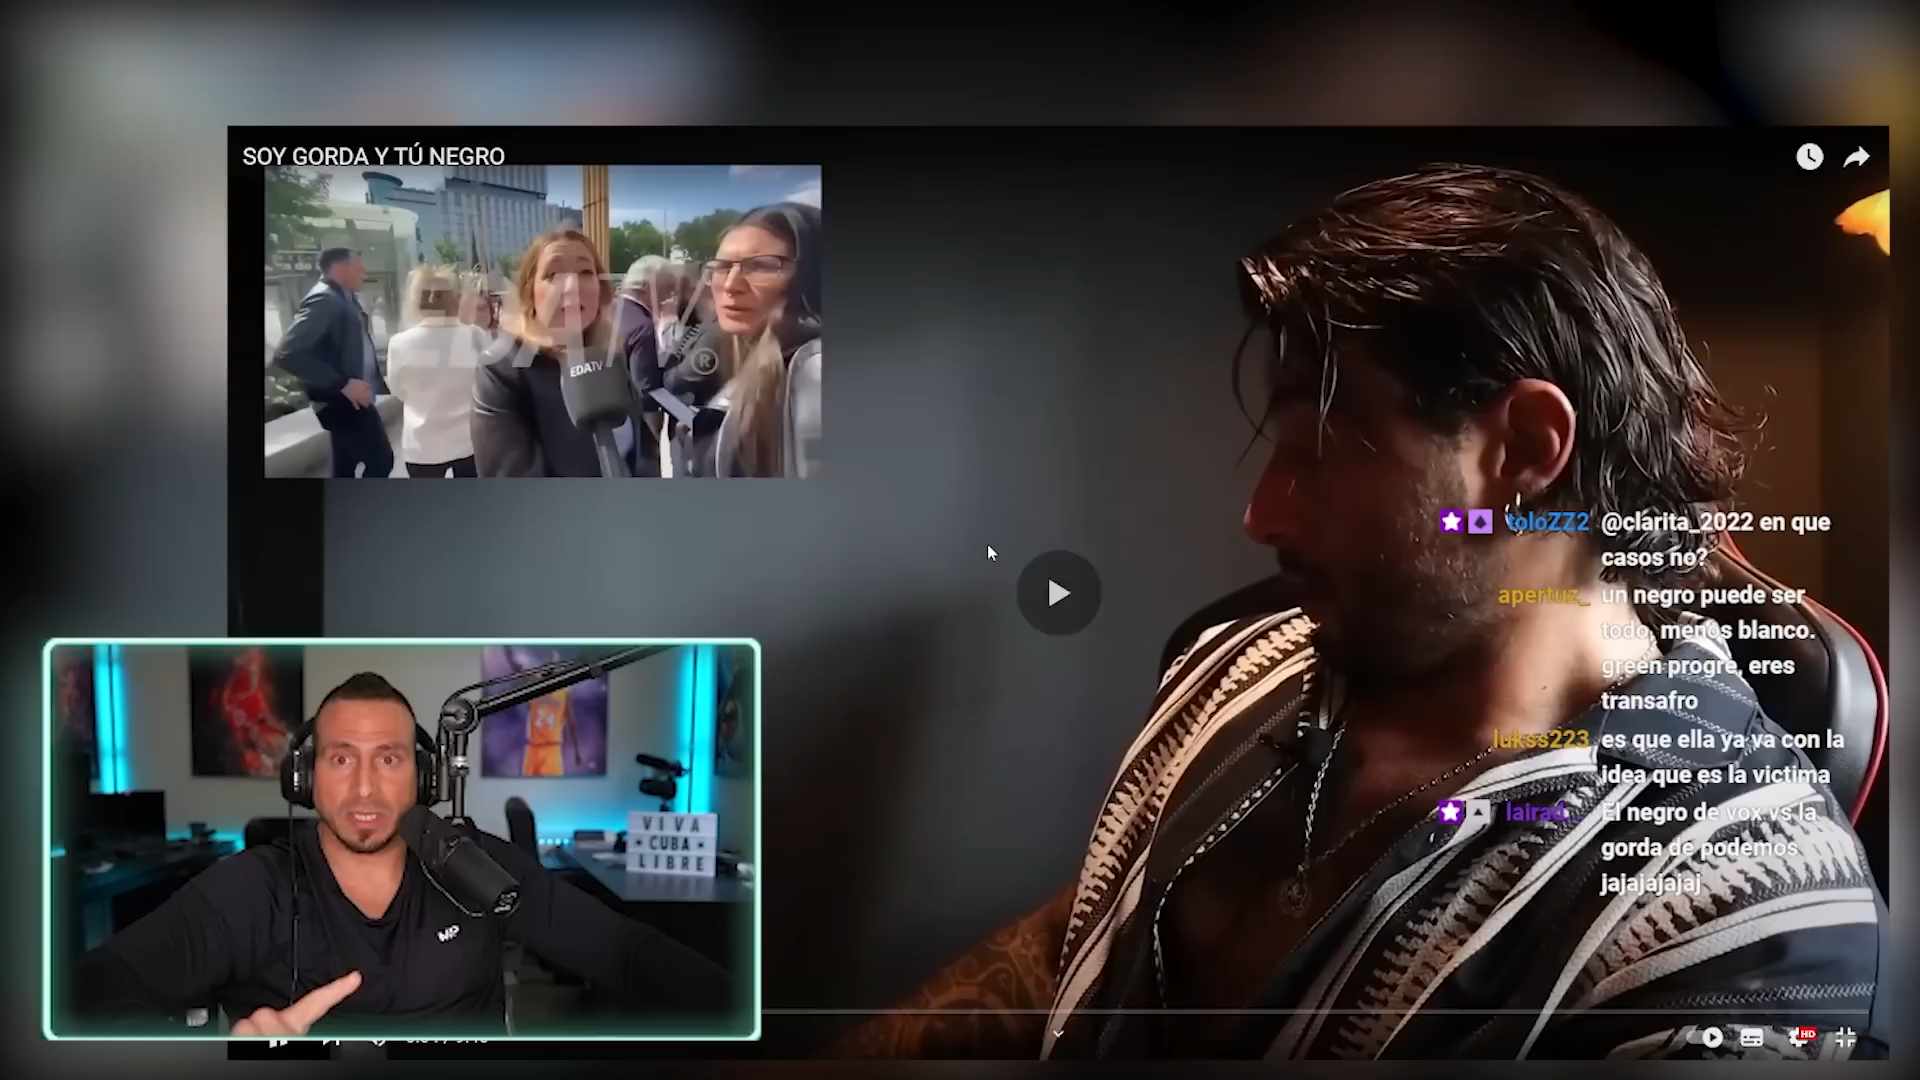 SOY GORDA Y TÚ NEGRO
EDATV
®
EDATV
toloZZ2 @clarita_2022 en que
casos no?
apertuz_ un negro puede ser
todo, menos blanco.
green progre, eres
transafro
lukss223 es que ella ya va con la
idea que es la victima
lairad_ El negro de vox vs la
gorda de podemos
jajajajajaj
24
VIVA
CUBA
LIBRE
HD